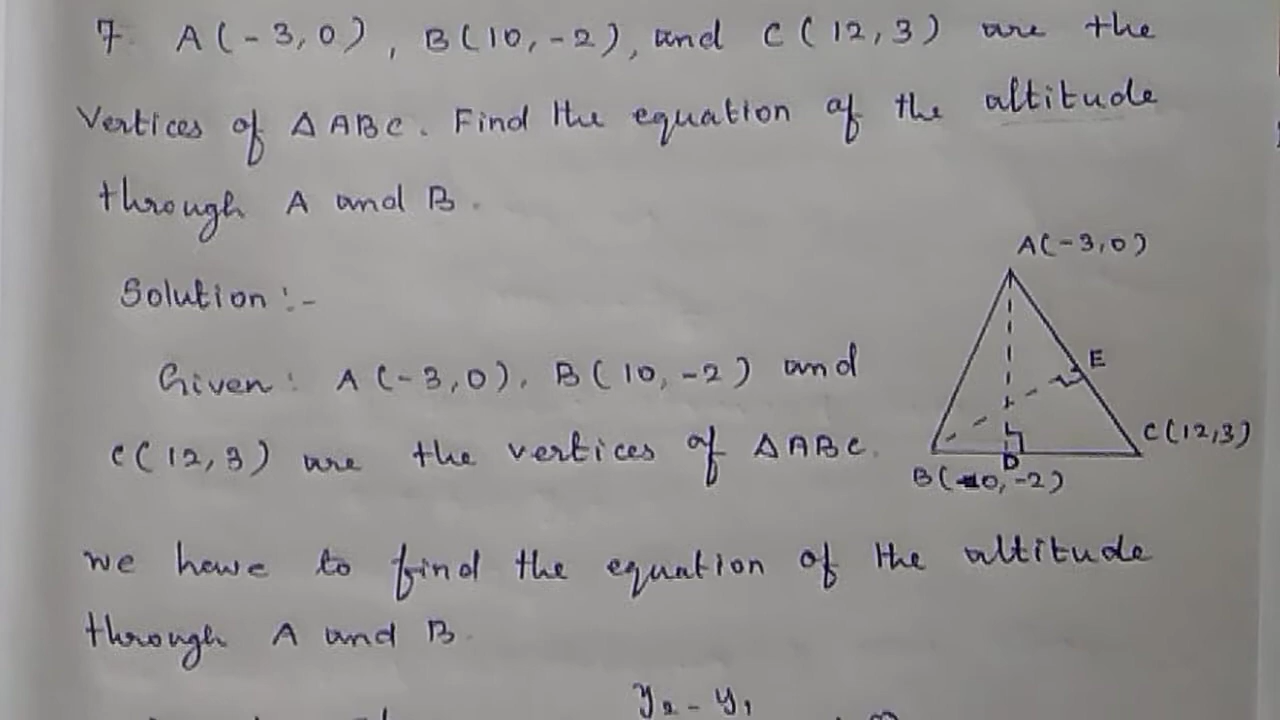 7. A(-3,0), B(10,-2), and C(12,3) are the
Vertices of ΔABC. Find the equation of the altitude
through A and B.
Solution :-
A(-3,0)
Given: A(-3,0), B(10,-2) and
E
C(12,3) are the vertices of ΔABC.
C(12,3)
D
B(10,-2)
we have to find the equation of the altitude
through A and B.
y₂ - y₁